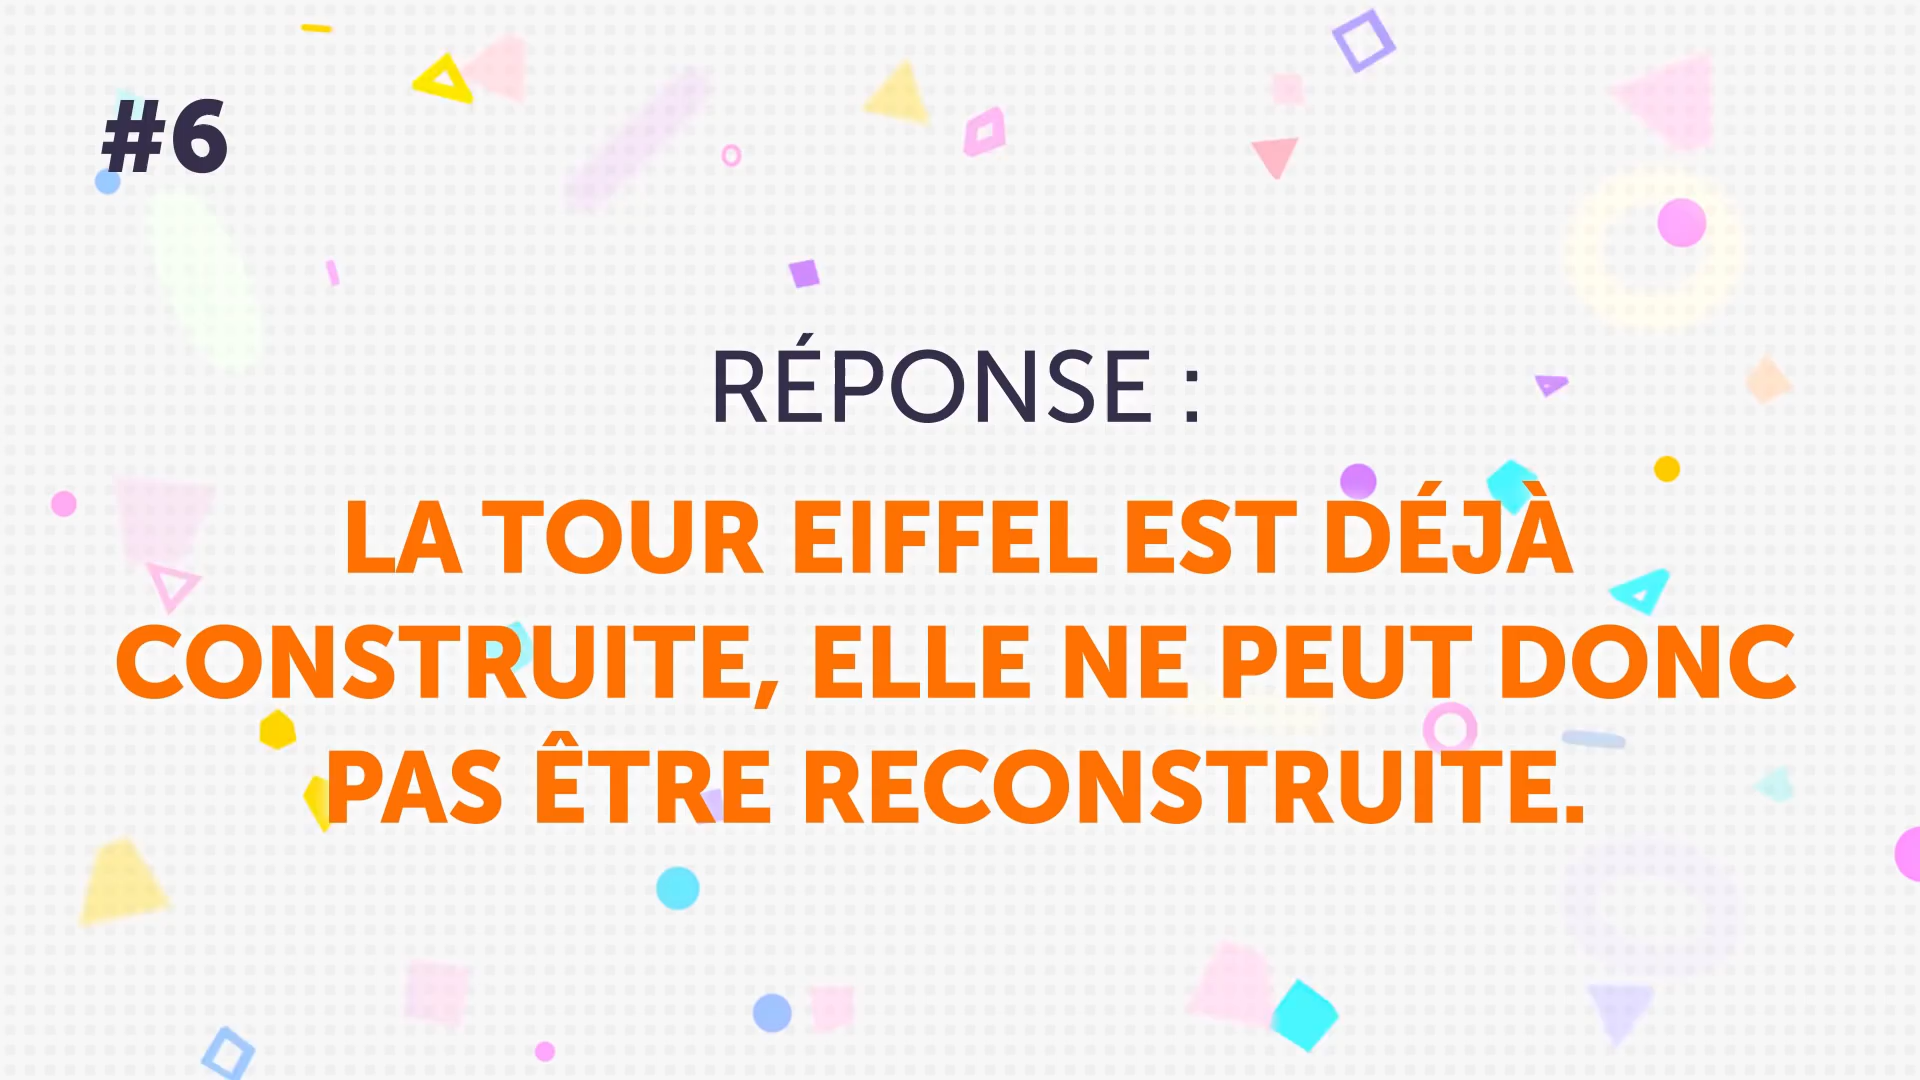 #6
RÉPONSE :
LA TOUR EIFFEL EST DÉJÀ
CONSTRUITE, ELLE NE PEUT DONC
PAS ÊTRE RECONSTRUITE.